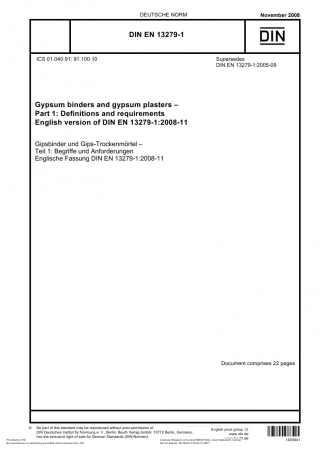 DEUTSCHE NORM
November 2008
DIN EN 13279-1
DIN
ICS 01.040.91; 91.100.10
Supersedes
DIN EN 13279-1:2005-09
Gypsum binders and gypsum plasters –
Part 1: Definitions and requirements
English version of DIN EN 13279-1:2008-11
Gipsbinder und Gips-Trockenmörtel –
Teil 1: Begriffe und Anforderungen
Englische Fassung DIN EN 13279-1:2008-11
Document comprises 22 pages
© No part of this standard may be reproduced without prior permission of
DIN Deutsches Institut für Normung e. V., Berlin. Beuth Verlag GmbH, 10772 Berlin, Germany,
has the exclusive right of sale for German Standards (DIN-Normen).
English price group 12
www.din.de